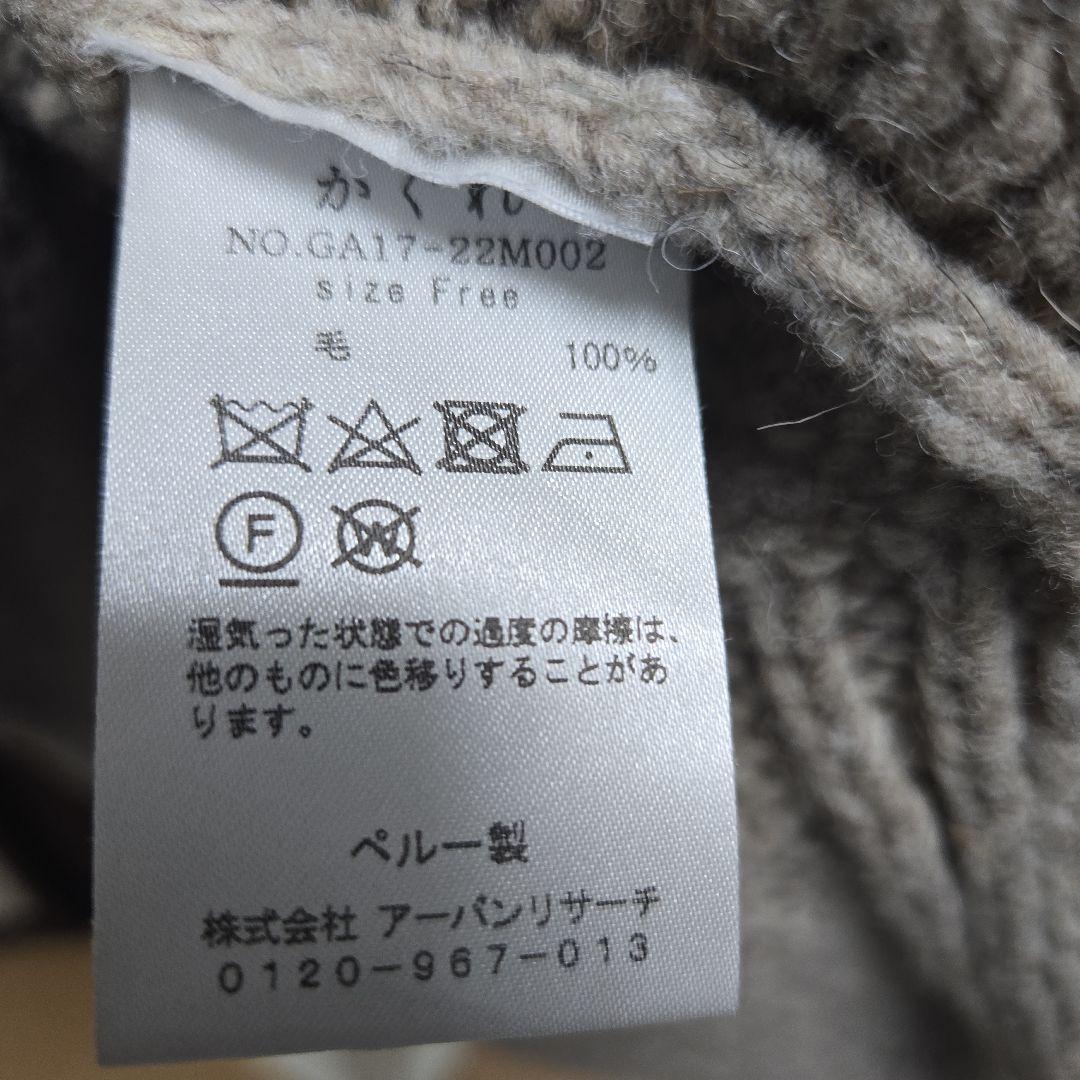 かくれ
NO.GA17-22M002
size Free
毛 100%
F
W
湿気った状態での過度の摩擦は、
他のものに色移りすることがあ
ります。
ペルー製
株式会社 アーバンリサーチ
0120-967-013